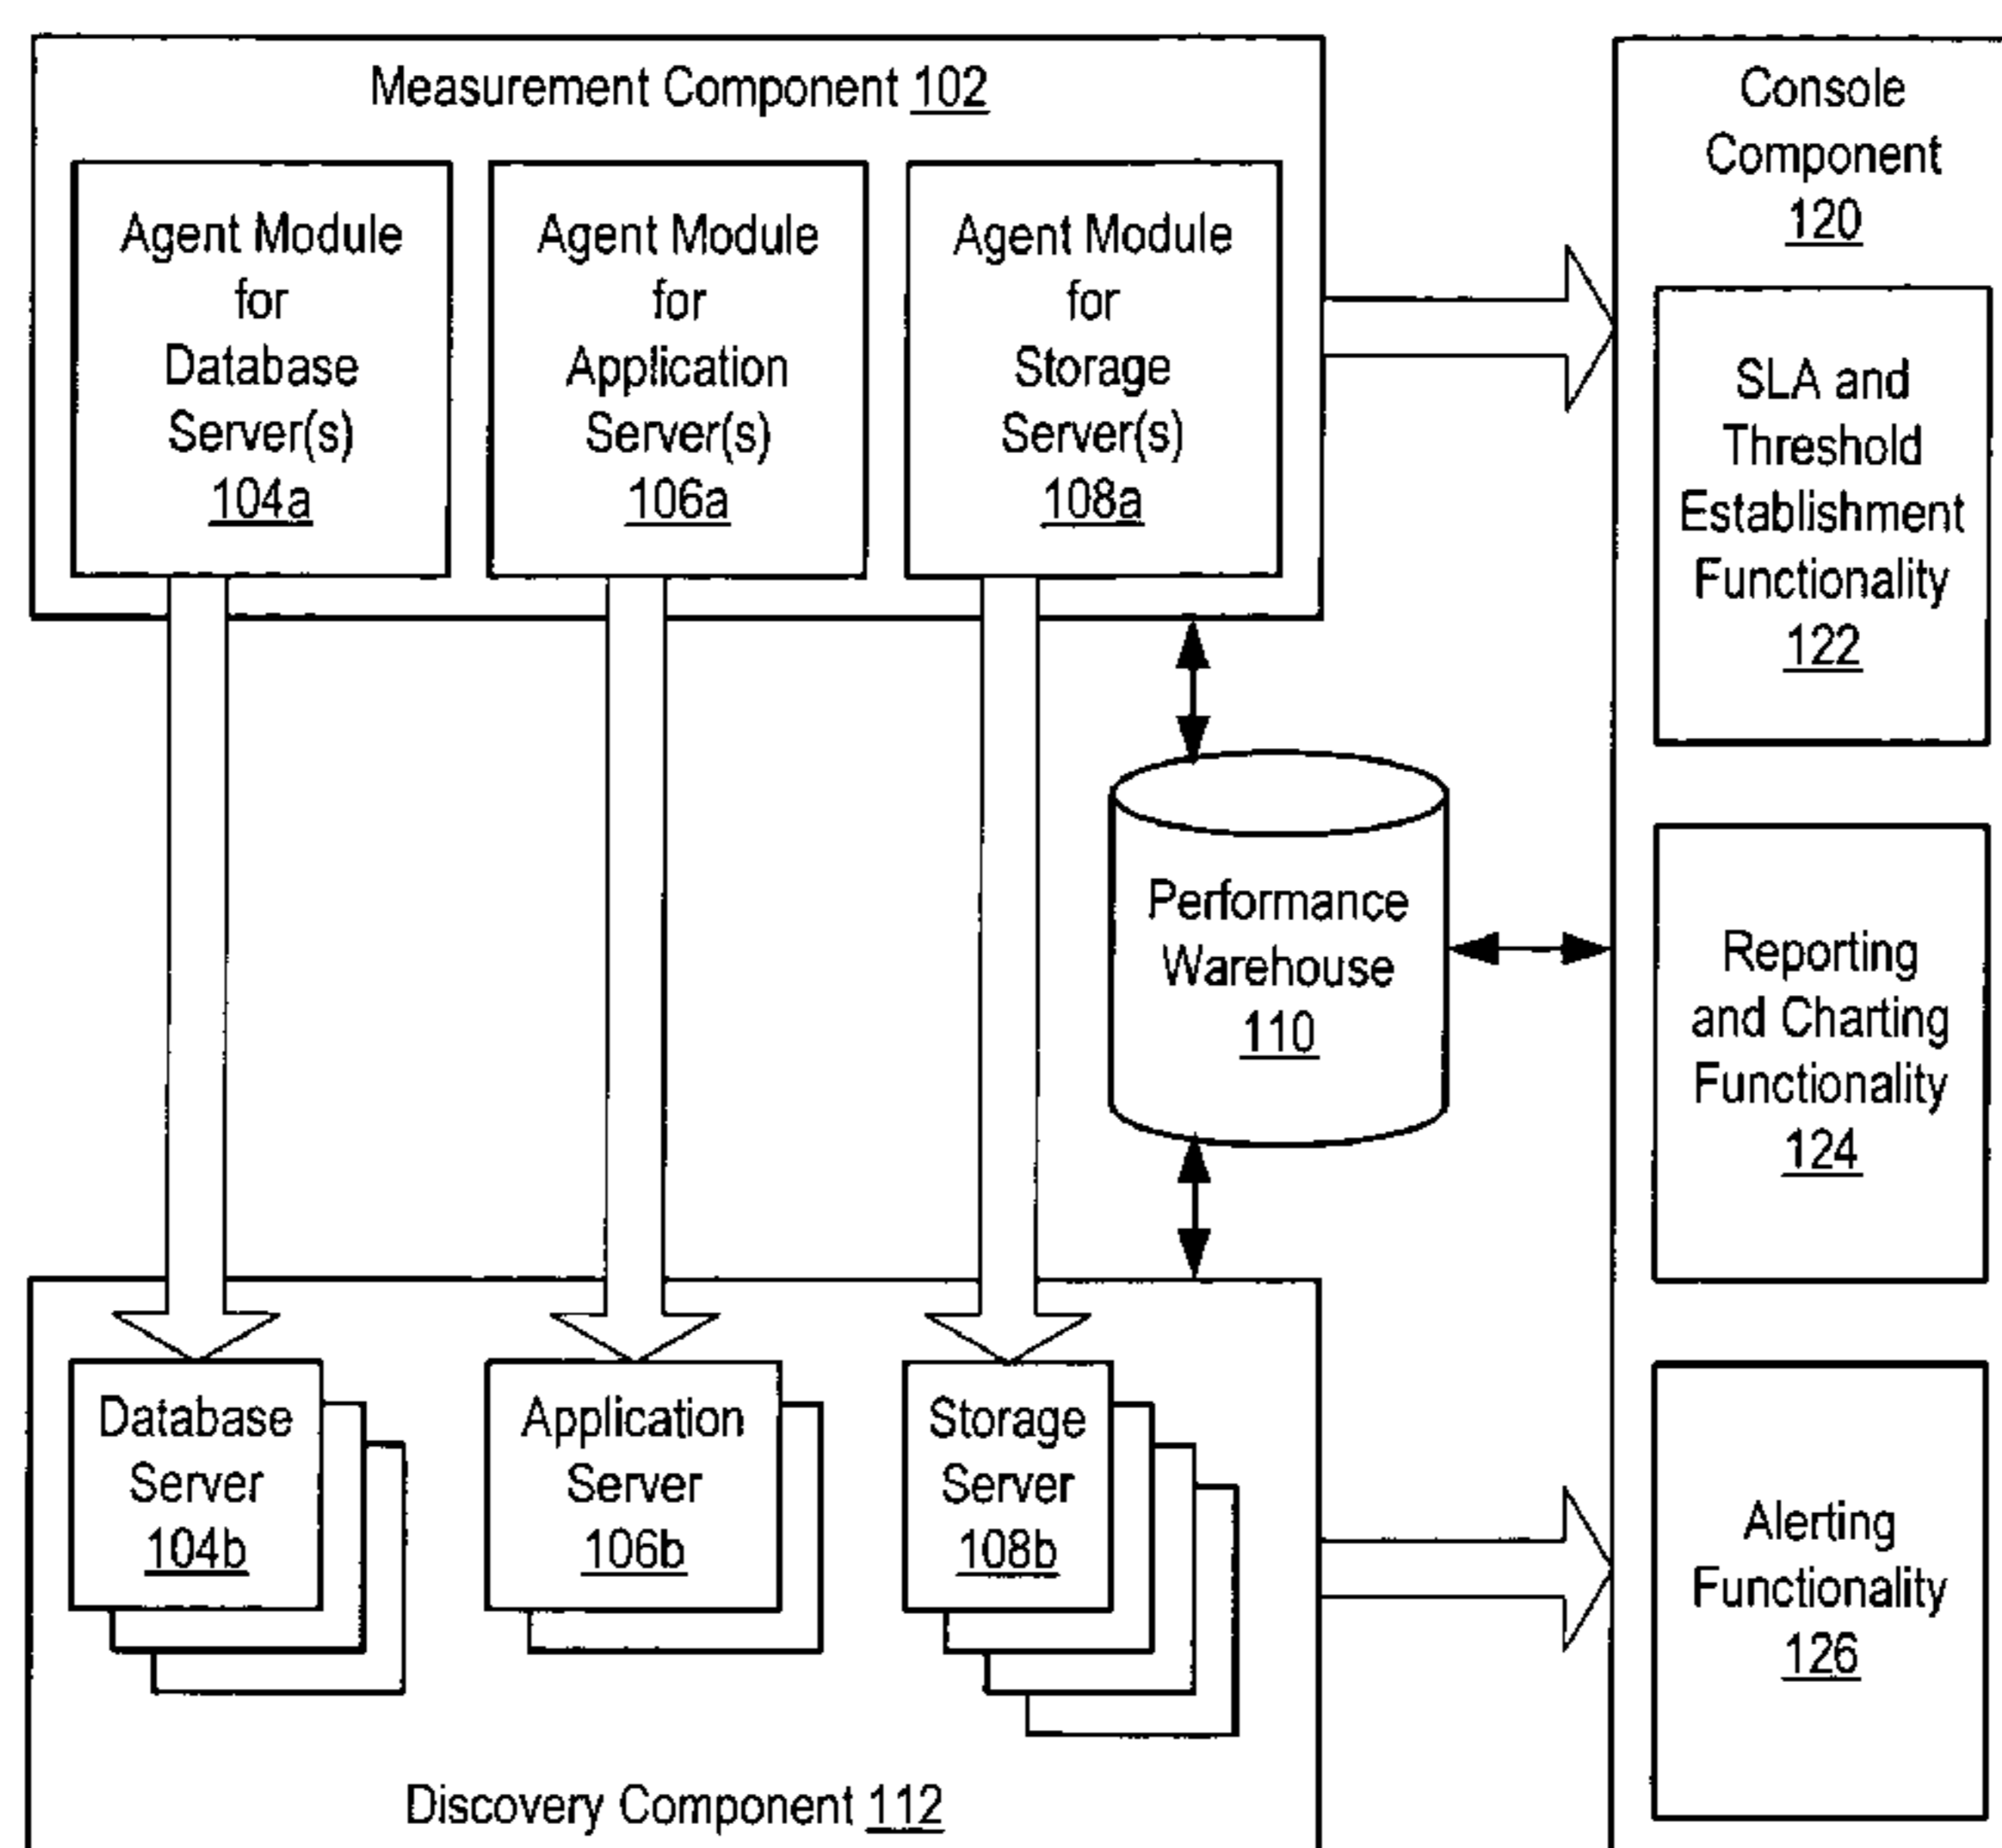 Measurement Component 102
Agent Module
for
Database
Server(s)
104a
Agent Module
for
Application
Server(s)
106a
Agent Module
for
Storage
Server(s)
108a
Console
Component
120
SLA and
Threshold
Establishment
Functionality
122
Performance
Warehouse
110
Reporting
and Charting
Functionality
124
Database
Server
104b
Application
Server
106b
Storage
Server
108b
Alerting
Functionality
126
Discovery Component 112